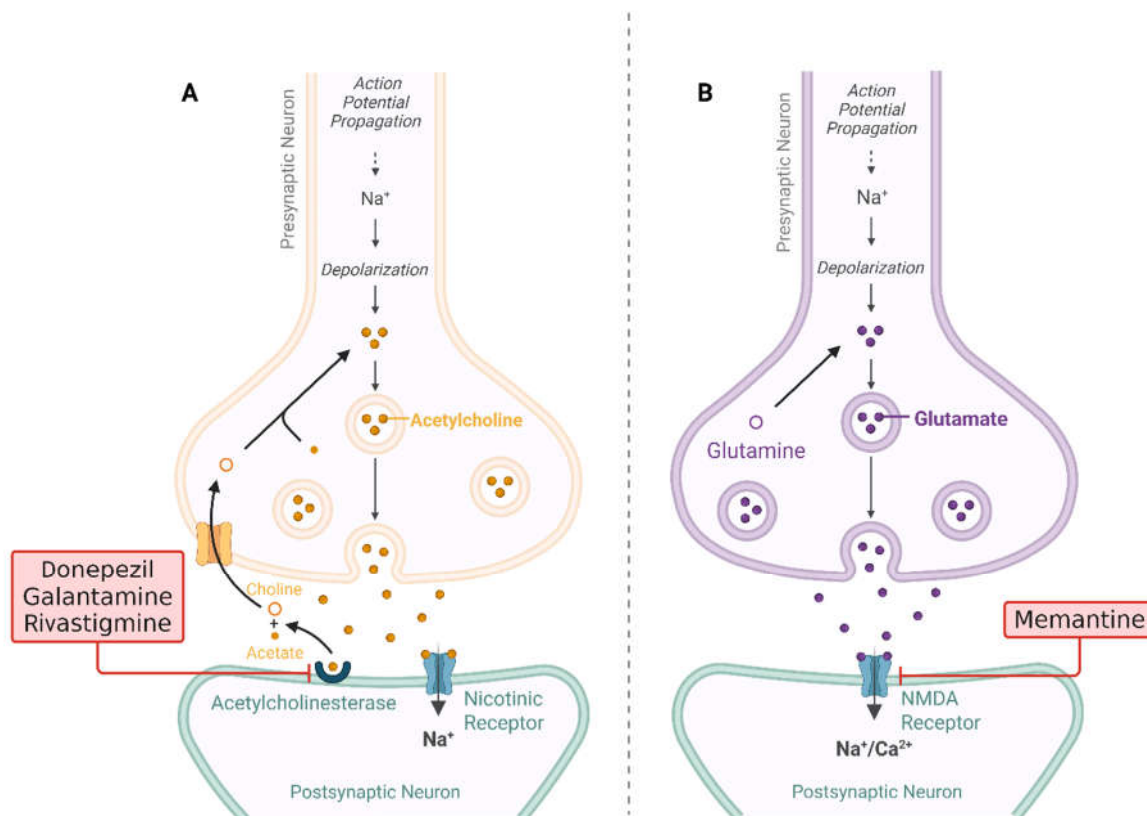 A
Presynaptic Neuron
Action
Potential
Propagation
Na⁺
Depolarization
Acetylcholine
Choline
+
Acetate
Donepezil
Galantamine
Rivastigmine
Acetylcholinesterase
Nicotinic
Receptor
Na⁺
Postsynaptic Neuron
B
Presynaptic Neuron
Action
Potential
Propagation
Na⁺
Depolarization
Glutamine
Glutamate
Memantine
NMDA
Receptor
Na⁺/Ca²⁺
Postsynaptic Neuron